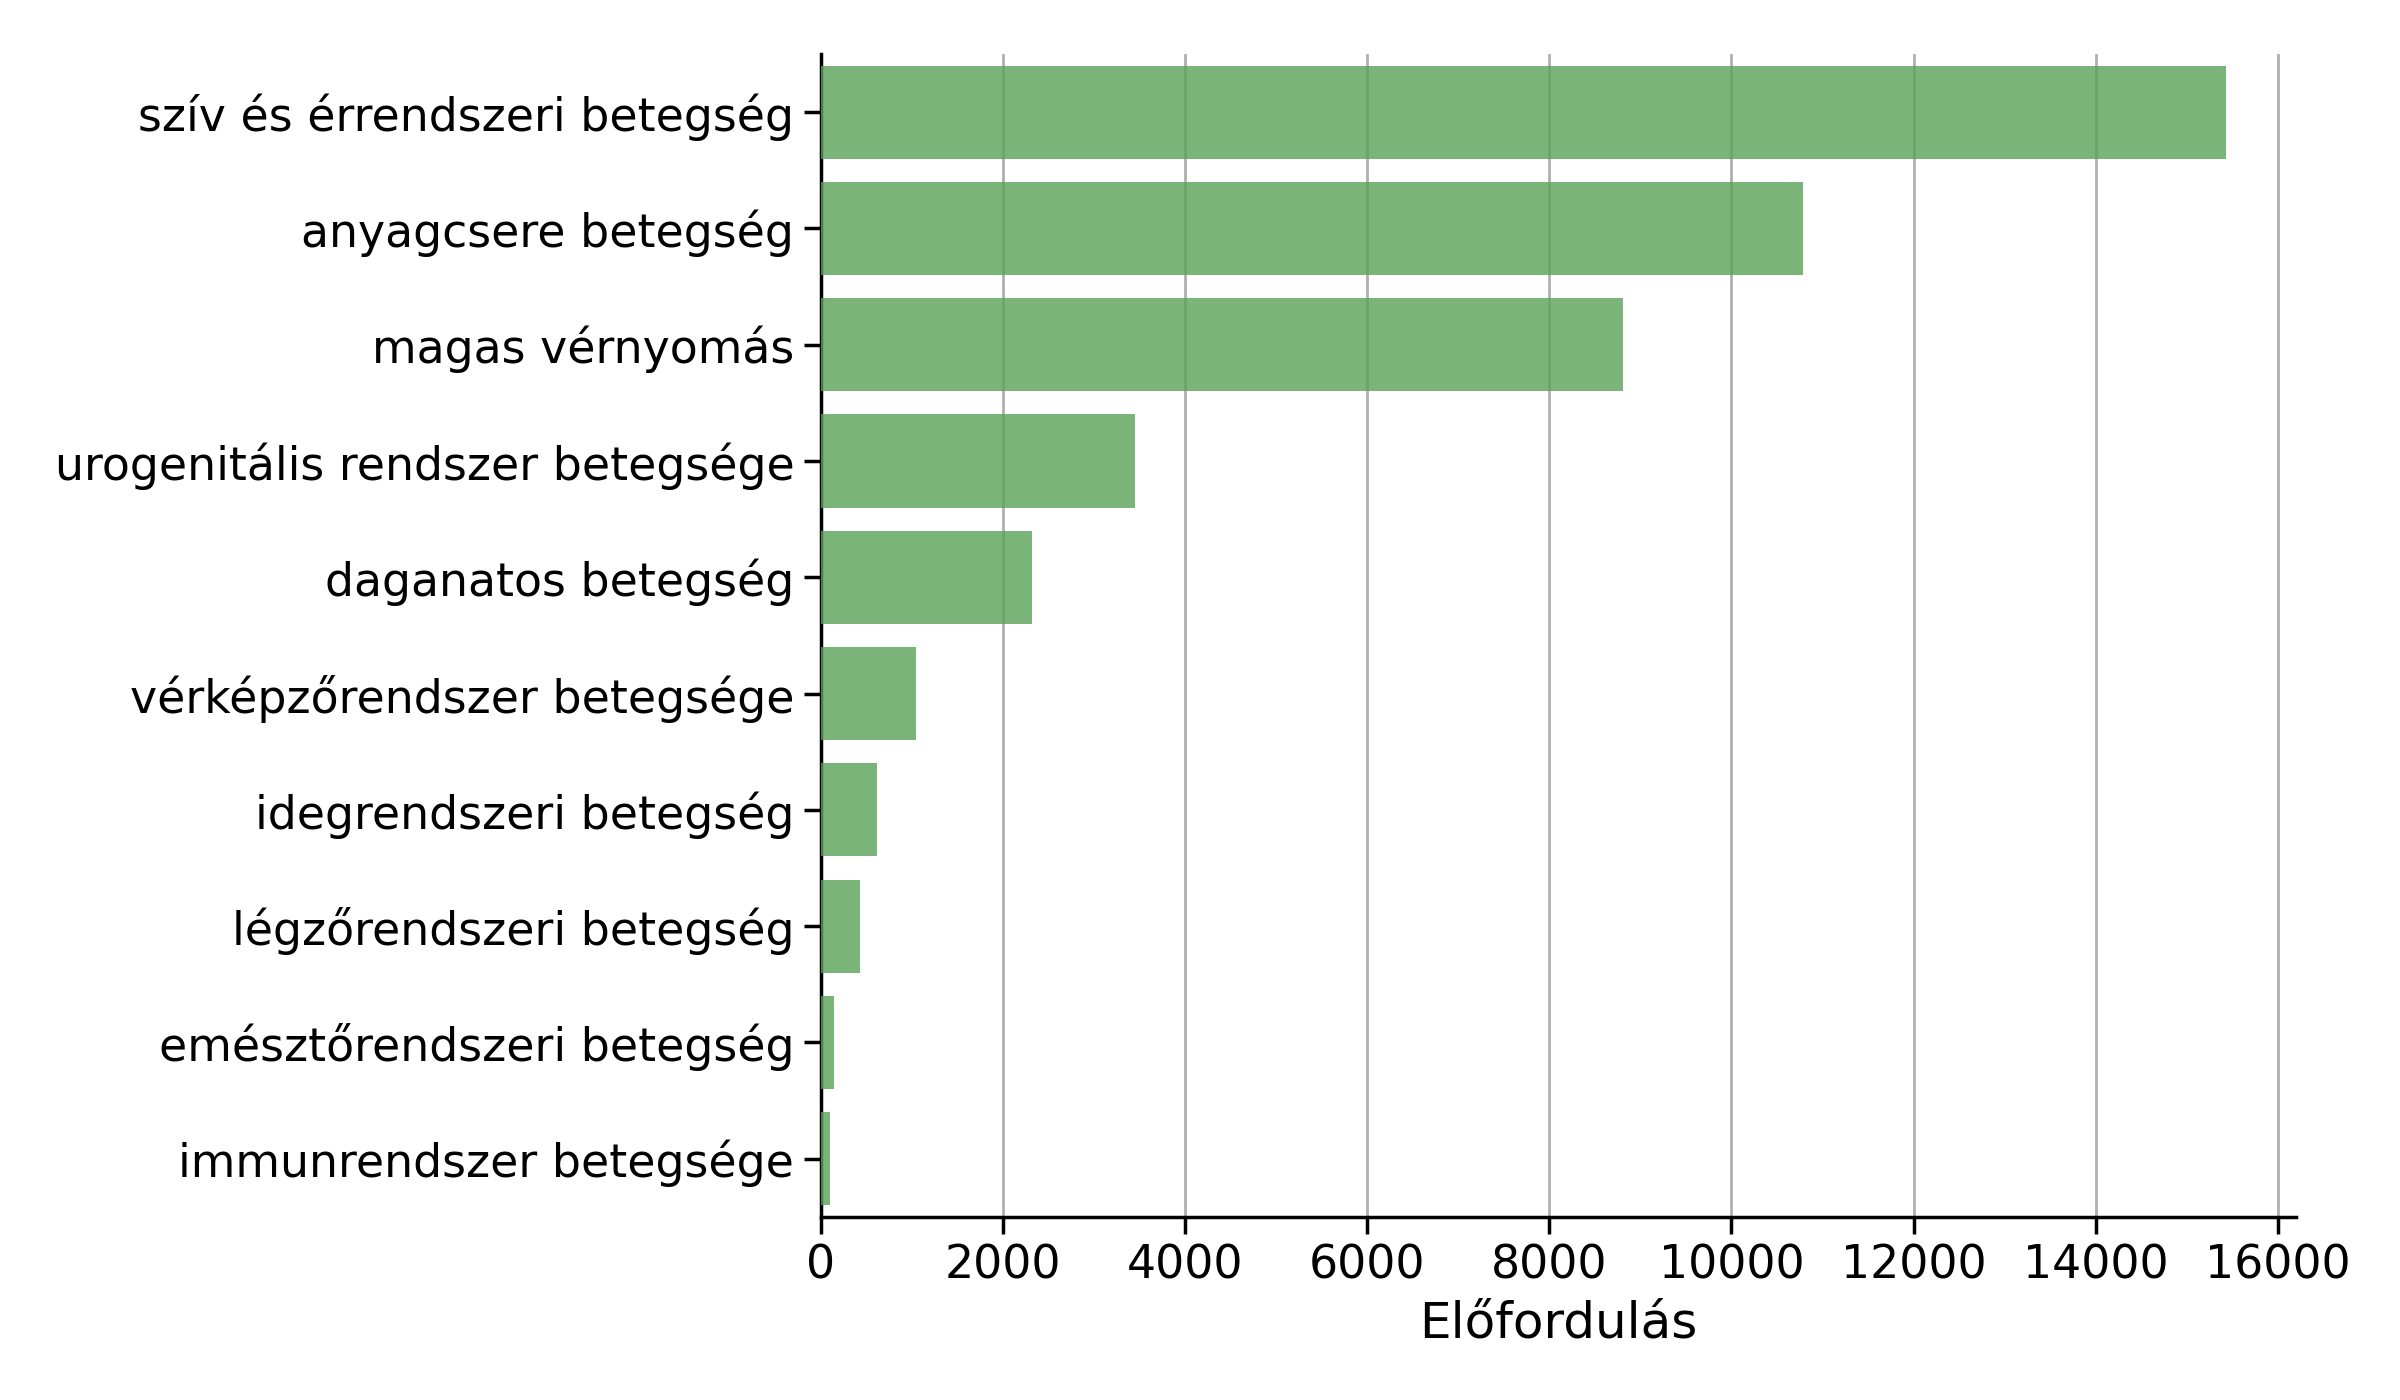 szív és érrendszeri betegség
anyagcsere betegség
magas vérnyomás
urogenitális rendszer betegsége
daganatos betegség
vérképzőrendszer betegsége
idegrendszeri betegség
légzőrendszeri betegség
emésztőrendszeri betegség
immunrendszer betegsége
0 2000 4000 6000 8000 10000 12000 14000 16000
Előfordulás